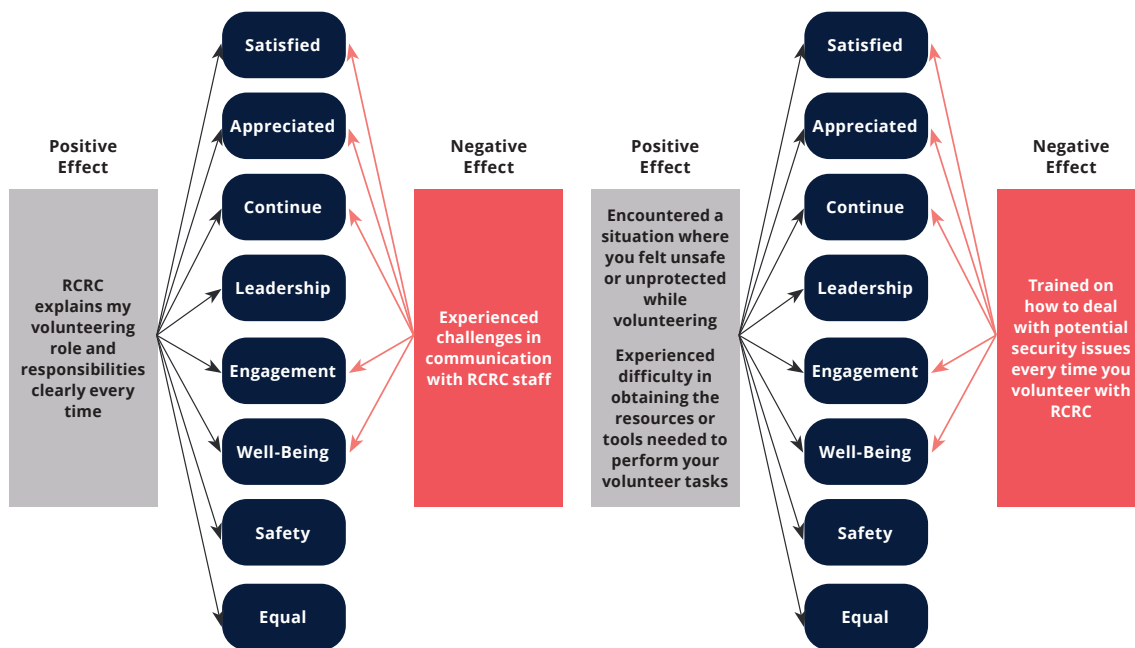 Positive
Effect
RCRC
explains my
volunteering
role and
responsibilities
clearly every
time
Satisfied
Appreciated
Continue
Leadership
Engagement
Well-Being
Safety
Equal
Negative
Effect
Experienced
challenges in
communication
with RCRC staff
Positive
Effect
Encountered a
situation where
you felt unsafe
or unprotected
while
volunteering
Experienced
difficulty in
obtaining the
resources or
tools needed to
perform your
volunteer tasks
Satisfied
Appreciated
Continue
Leadership
Engagement
Well-Being
Safety
Equal
Negative
Effect
Trained on
how to deal
with potential
security issues
every time you
volunteer with
RCRC